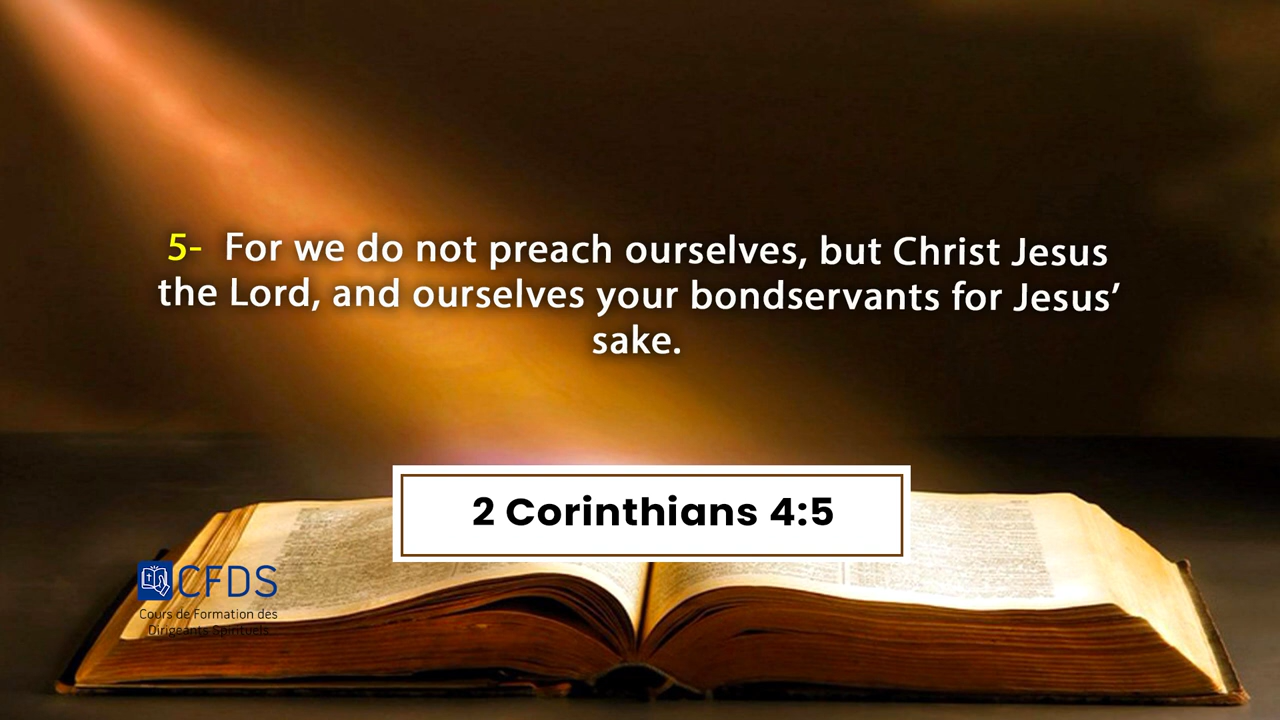 5- For we do not preach ourselves, but Christ Jesus
the Lord, and ourselves your bondservants for Jesus’
sake.
2 Corinthians 4:5
CFDS
Cours de Formation des
Dirigeants Spirituels